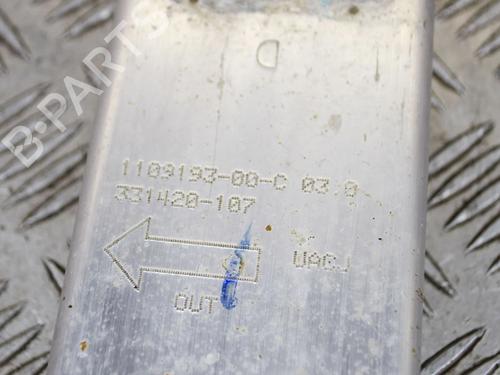 B-PARTS
D
1109193-00-C 03.0
331420-107
UACJ
OUT